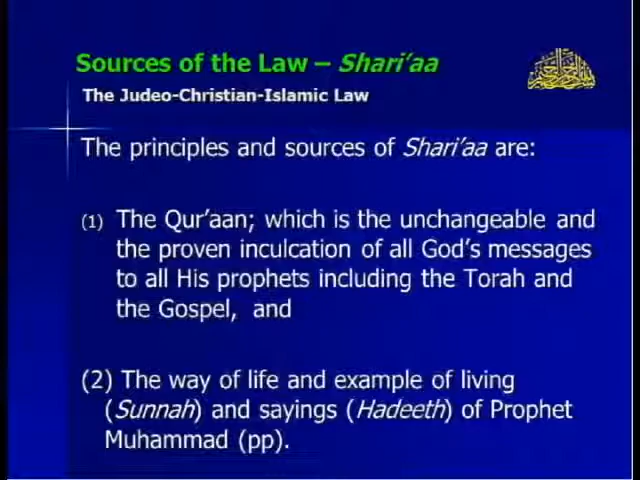 Sources of the Law – Shari'aa
The Judeo-Christian-Islamic Law
The principles and sources of Shari'aa are:
(1) The Qur'aan; which is the unchangeable and
the proven inculcation of all God's messages
to all His prophets including the Torah and
the Gospel, and
(2) The way of life and example of living
(Sunnah) and sayings (Hadeeth) of Prophet
Muhammad (pp).